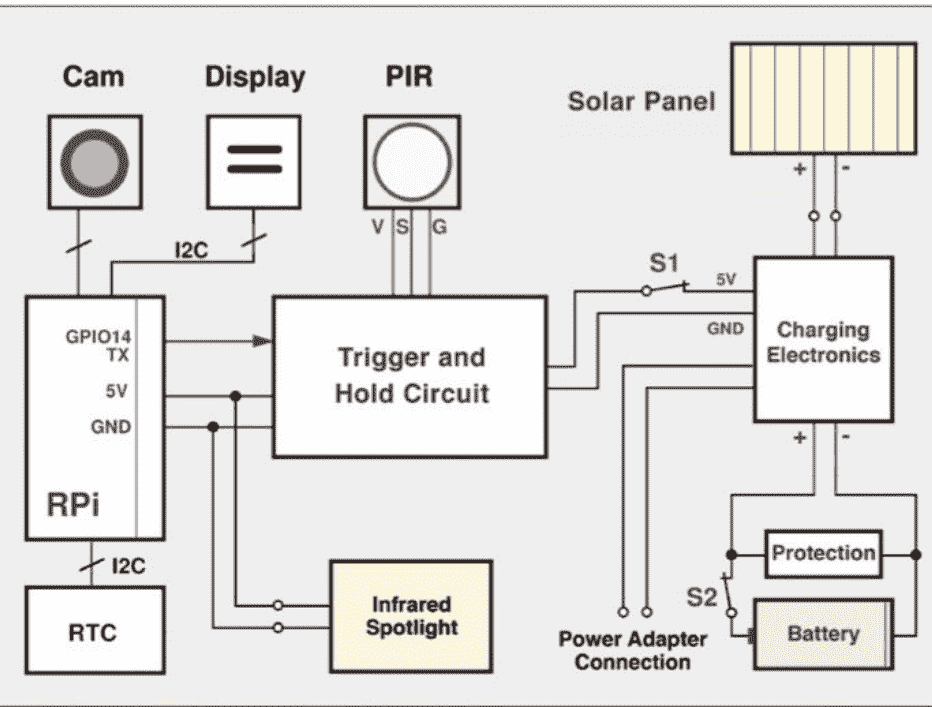 Cam
Display
PIR
Solar Panel
+ -
V S G
I2C
S1
5V
GND
Charging
Electronics
GPIO14
TX
5V
GND
RPi
Trigger and
Hold Circuit
+ -
I2C
RTC
Infrared
Spotlight
Power Adapter
Connection
Protection
S2
Battery